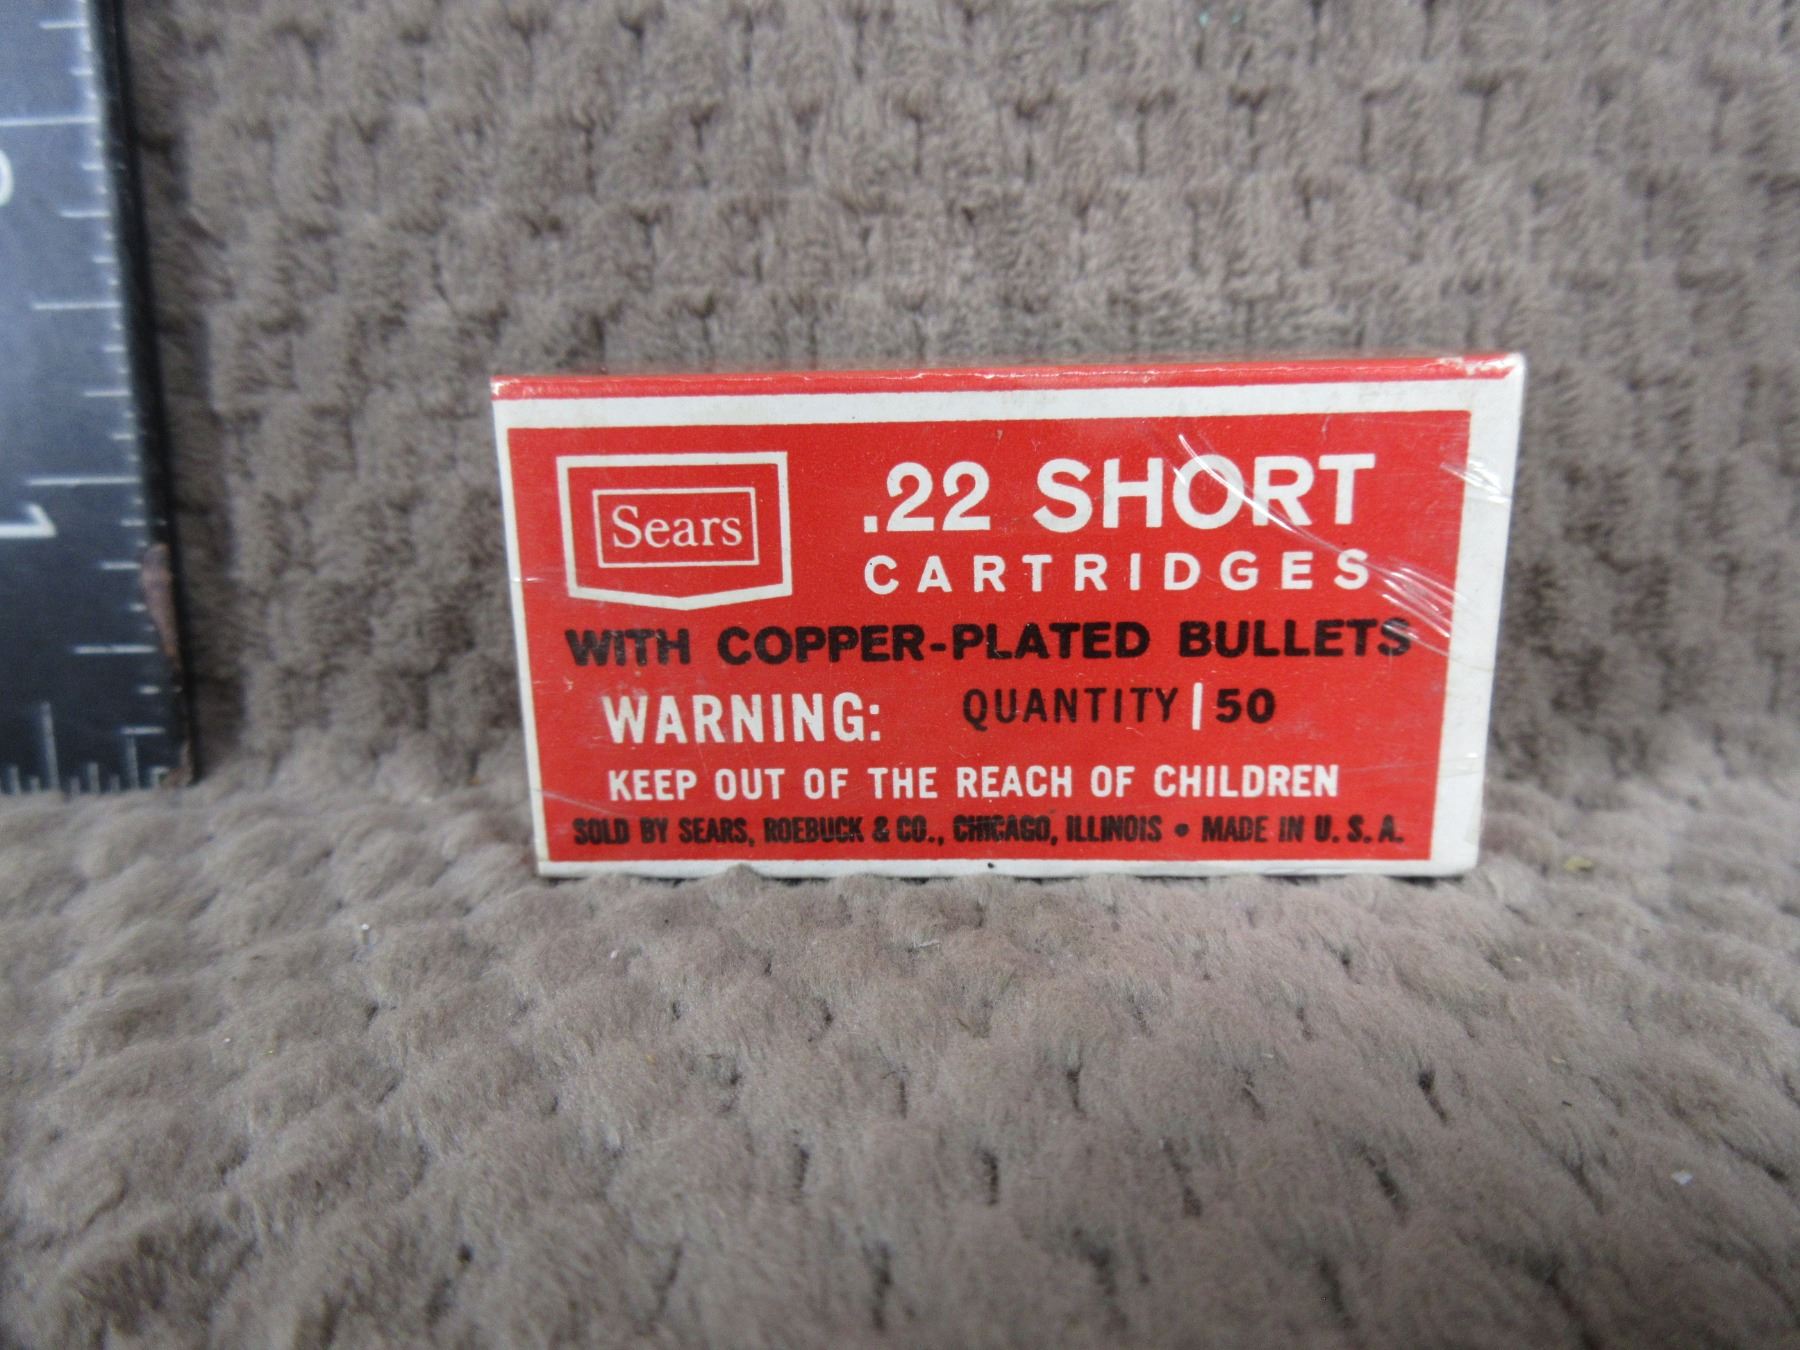 Sears
.22 SHORT
CARTRIDGES
WITH COPPER-PLATED BULLETS
WARNING: QUANTITY | 50
KEEP OUT OF THE REACH OF CHILDREN
SOLD BY SEARS, ROEBUCK & CO., CHICAGO, ILLINOIS • MADE IN U. S. A.
1